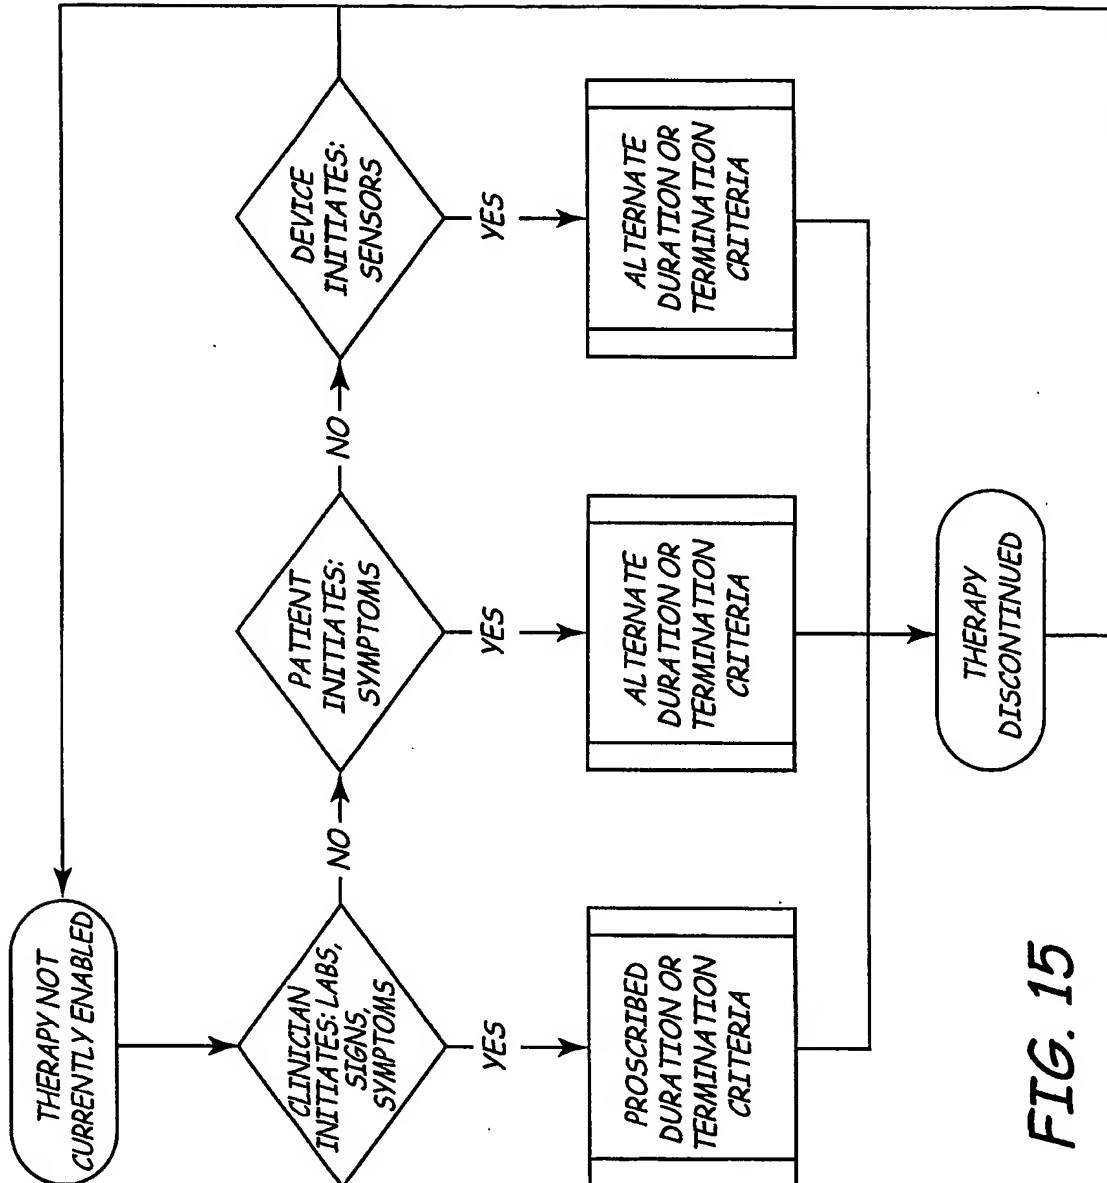 THERAPY NOT
CURRENTLY ENABLED
CLINICIAN
INITIATES: LABS,
SIGNS,
SYMPTOMS
NO
PATIENT
INITIATES:
SYMPTOMS
NO
DEVICE
INITIATES:
SENSORS
YES
YES
YES
PROSCRIBED
DURATION OR
TERMINATION
CRITERIA
ALTERNATE
DURATION OR
TERMINATION
CRITERIA
ALTERNATE
DURATION OR
TERMINATION
CRITERIA
THERAPY
DISCONTINUED
FIG. 15